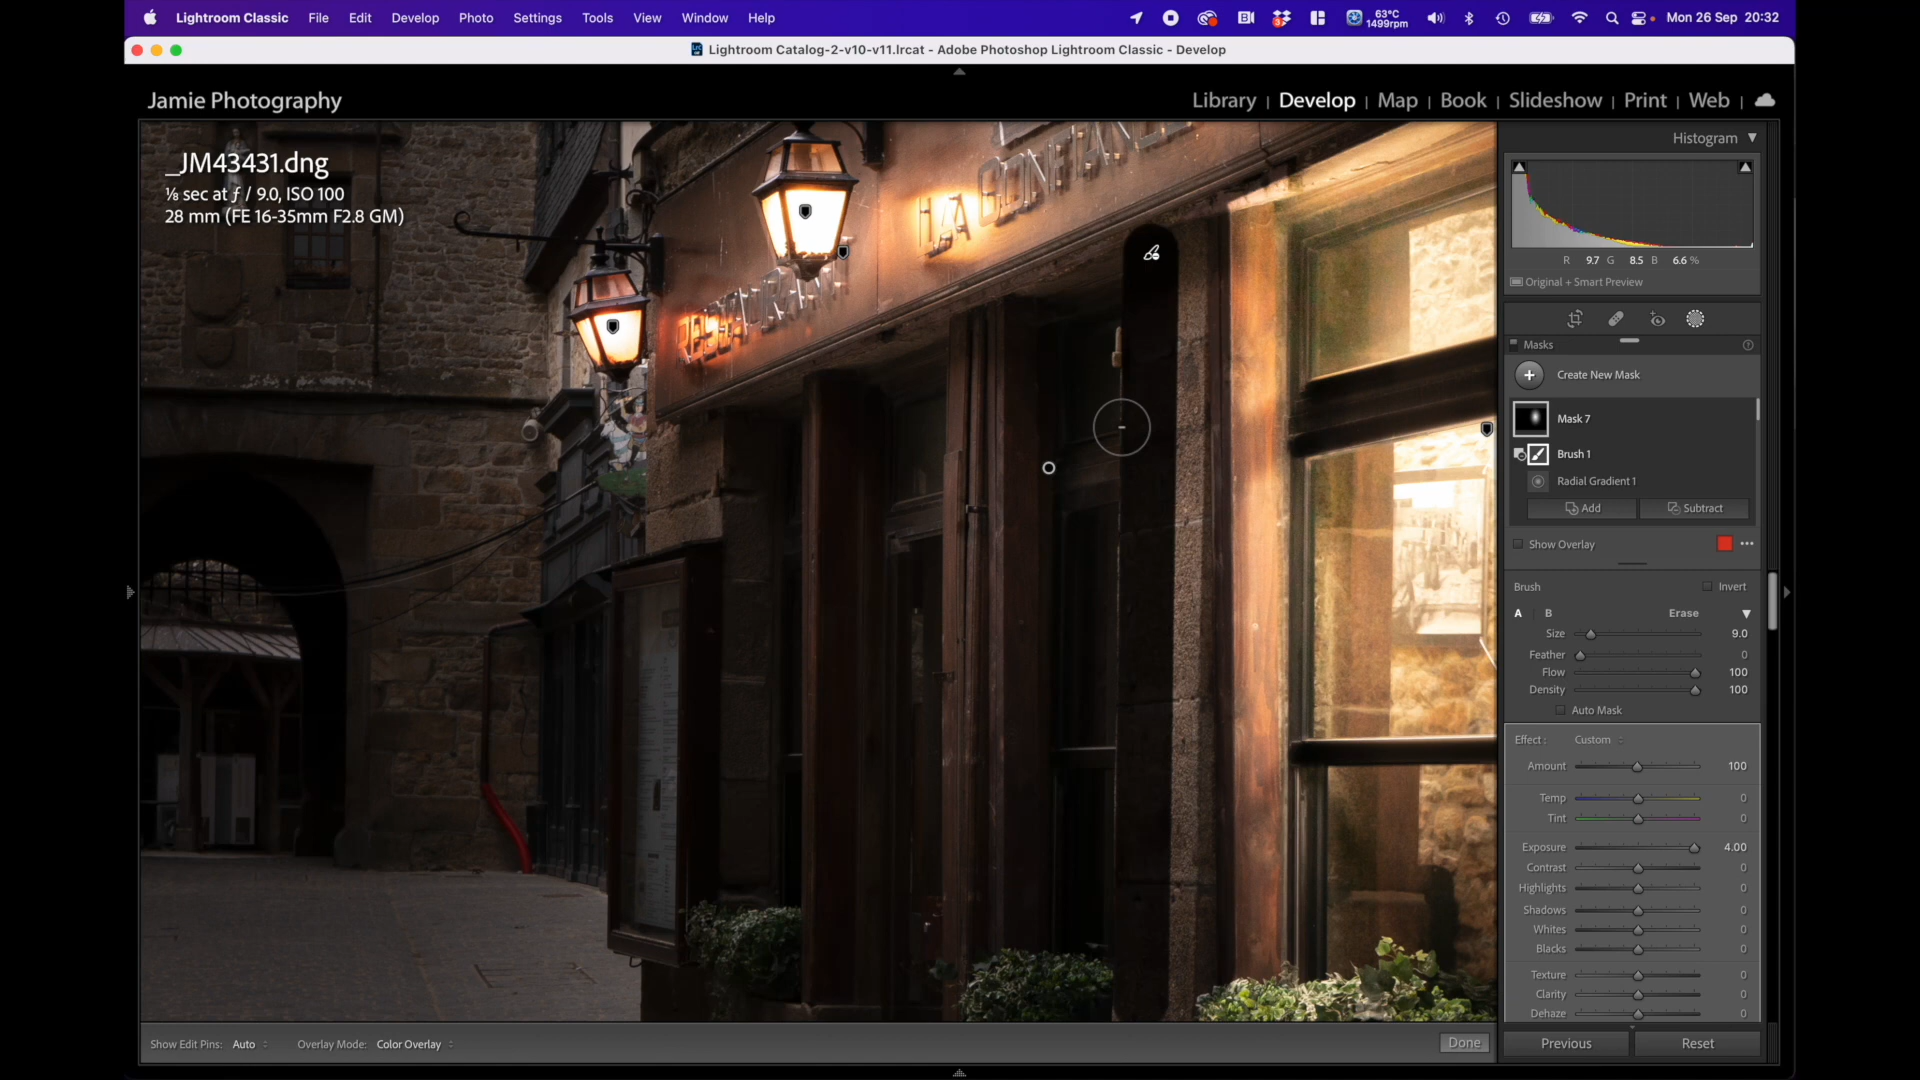 Lightroom Classic File Edit Develop Photo Settings Tools View Window Help
63°C
1499rpm
Mon 26 Sep 20:32
Lightroom Catalog-2-v10-v11.lrcat - Adobe Photoshop Lightroom Classic - Develop
Jamie Photography
Library | Develop | Map | Book | Slideshow | Print | Web |
_JM43431.dng
⅛ sec at ƒ / 9.0, ISO 100
28 mm (FE 16-35mm F2.8 GM)
Histogram
R 9.7 G 8.5 B 6.6 %
Original + Smart Preview
Masks
Create New Mask
Mask 7
Brush 1
Radial Gradient 1
Add Subtract
Show Overlay
Brush Invert
A B Erase
Size 9.0
Feather 0
Flow 100
Density 100
Auto Mask
Effect : Custom
Amount 100
Temp 0
Tint 0
Exposure 4.00
Contrast 0
Highlights 0
Shadows 0
Whites 0
Blacks 0
Texture 0
Clarity 0
Dehaze 0
Show Edit Pins: Auto Overlay Mode: Color Overlay Done
Previous Reset